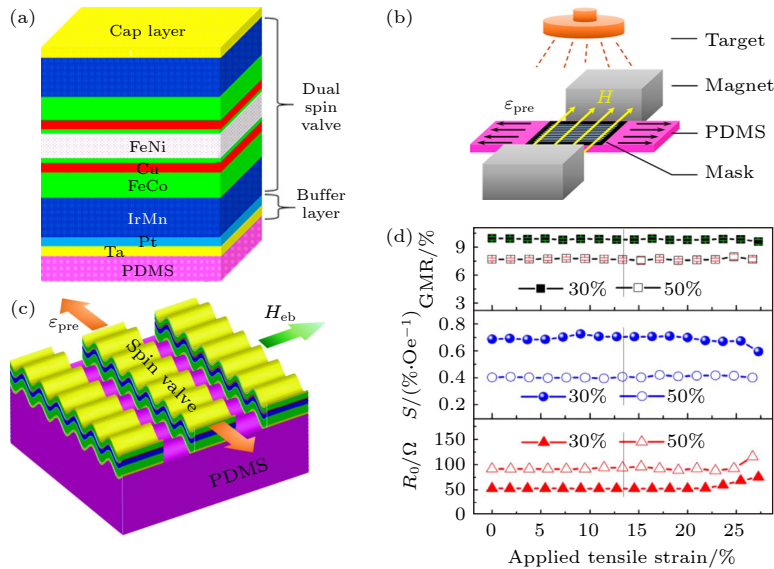 (a)
Cap layer
FeNi
Cu
FeCo
IrMn
Pt
Ta
PDMS
Dual
spin
valve
Buffer
layer
(b)
Target
Magnet
PDMS
Mask
εpre
H
(c)
εpre
Heb
Spin valve
PDMS
(d)
GMR/%
9
6
3
30%
50%
S/(%·Oe⁻¹)
0.8
0.6
0.4
0.2
30%
50%
R₀/Ω
150
100
50
0
30%
50%
0 5 10 15 20 25
Applied tensile strain/%